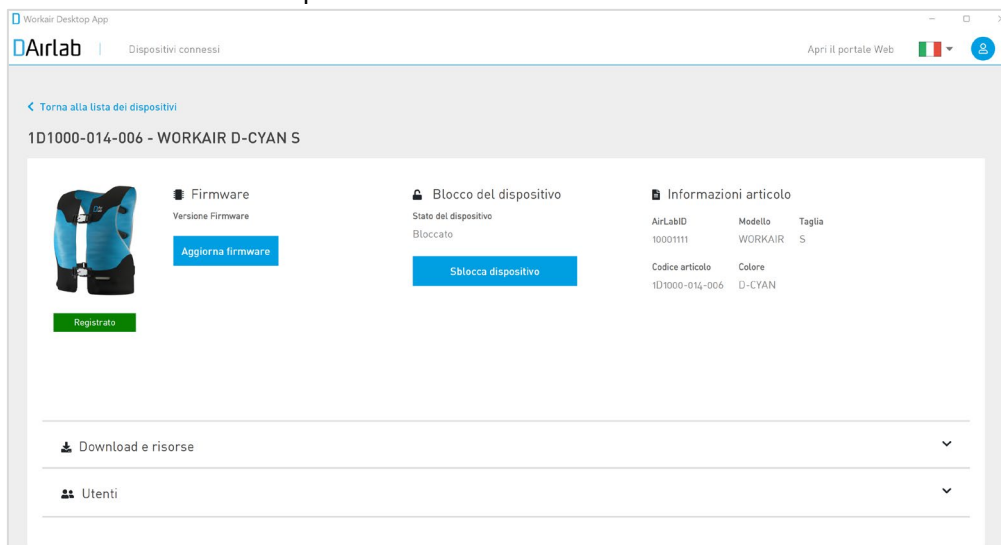 Workair Desktop App
DAırlab
Dispositivi connessi
Apri il portale Web
Torna alla lista dei dispositivi
1D1000-014-006 - WORKAIR D-CYAN S
Firmware
Versione Firmware
Aggiorna firmware
Registrato
Blocco del dispositivo
Stato del dispositivo
Bloccato
Sblocca dispositivo
Informazioni articolo
AirLabID Modello Taglia
10001111 WORKAIR S
Codice articolo Colore
1D1000-014-006 D-CYAN
Download e risorse
Utenti